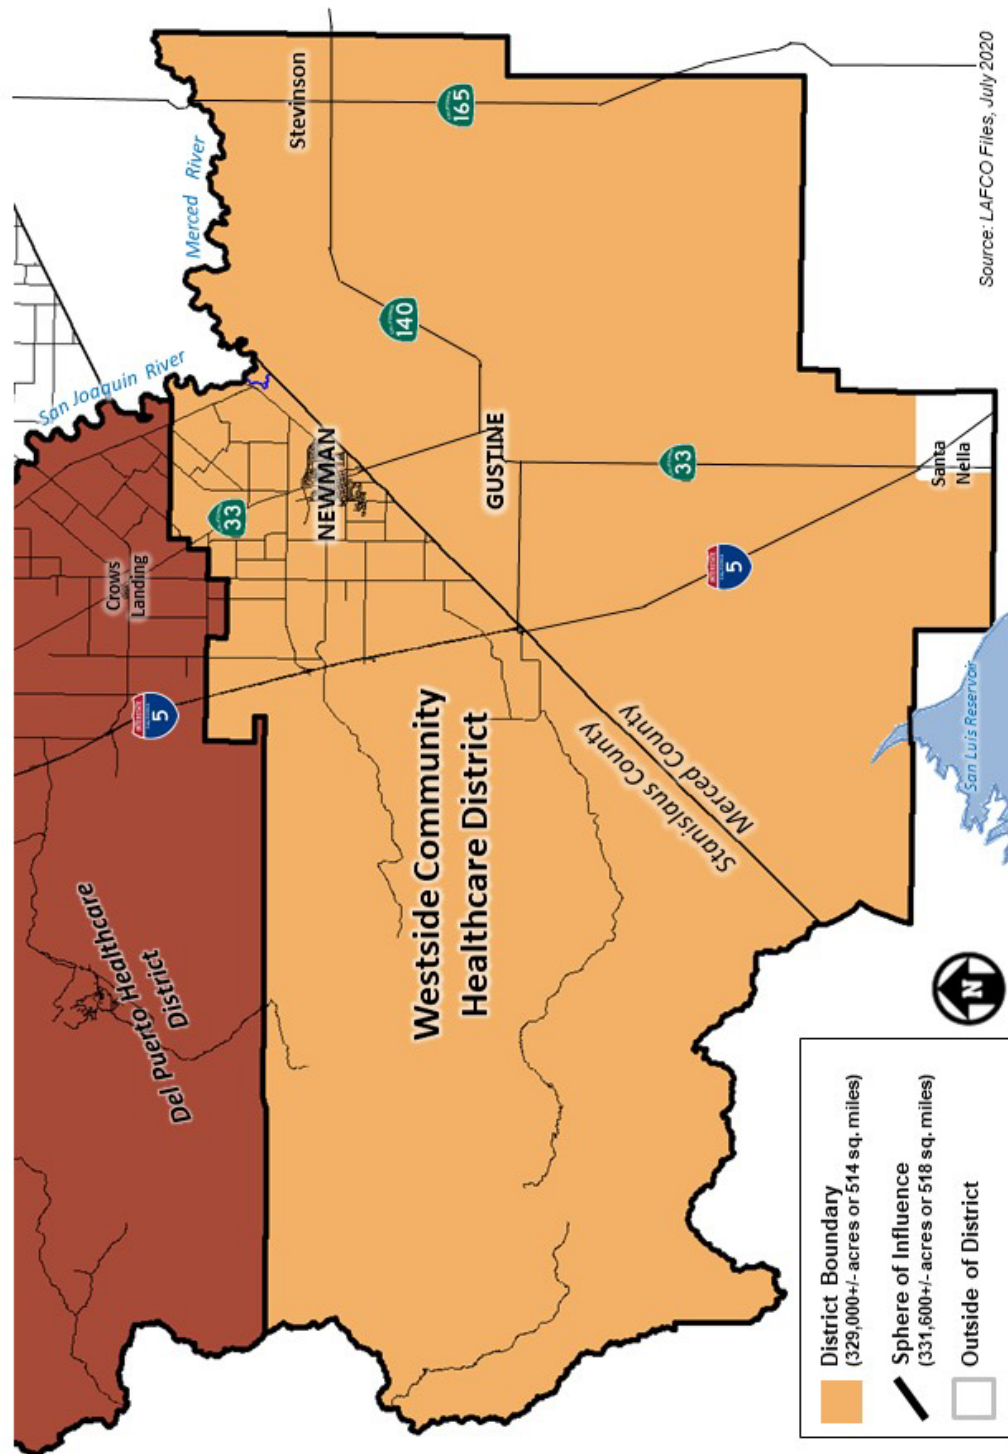 Merced River
San Joaquin River
Stevinson
165
140
33
NEWMAN
GUSTINE
33
Santa
Nella
Crows
Landing
5
5
Del Puerto Healthcare
District
Westside Community
Healthcare District
Stanislaus County
Merced County
San Luis Reservoir
N
District Boundary
(329,000+/- acres or 514 sq. miles)
Sphere of Influence
(331,600+/- acres or 518 sq. miles)
Outside of District
Source: LAFCO Files, July 2020